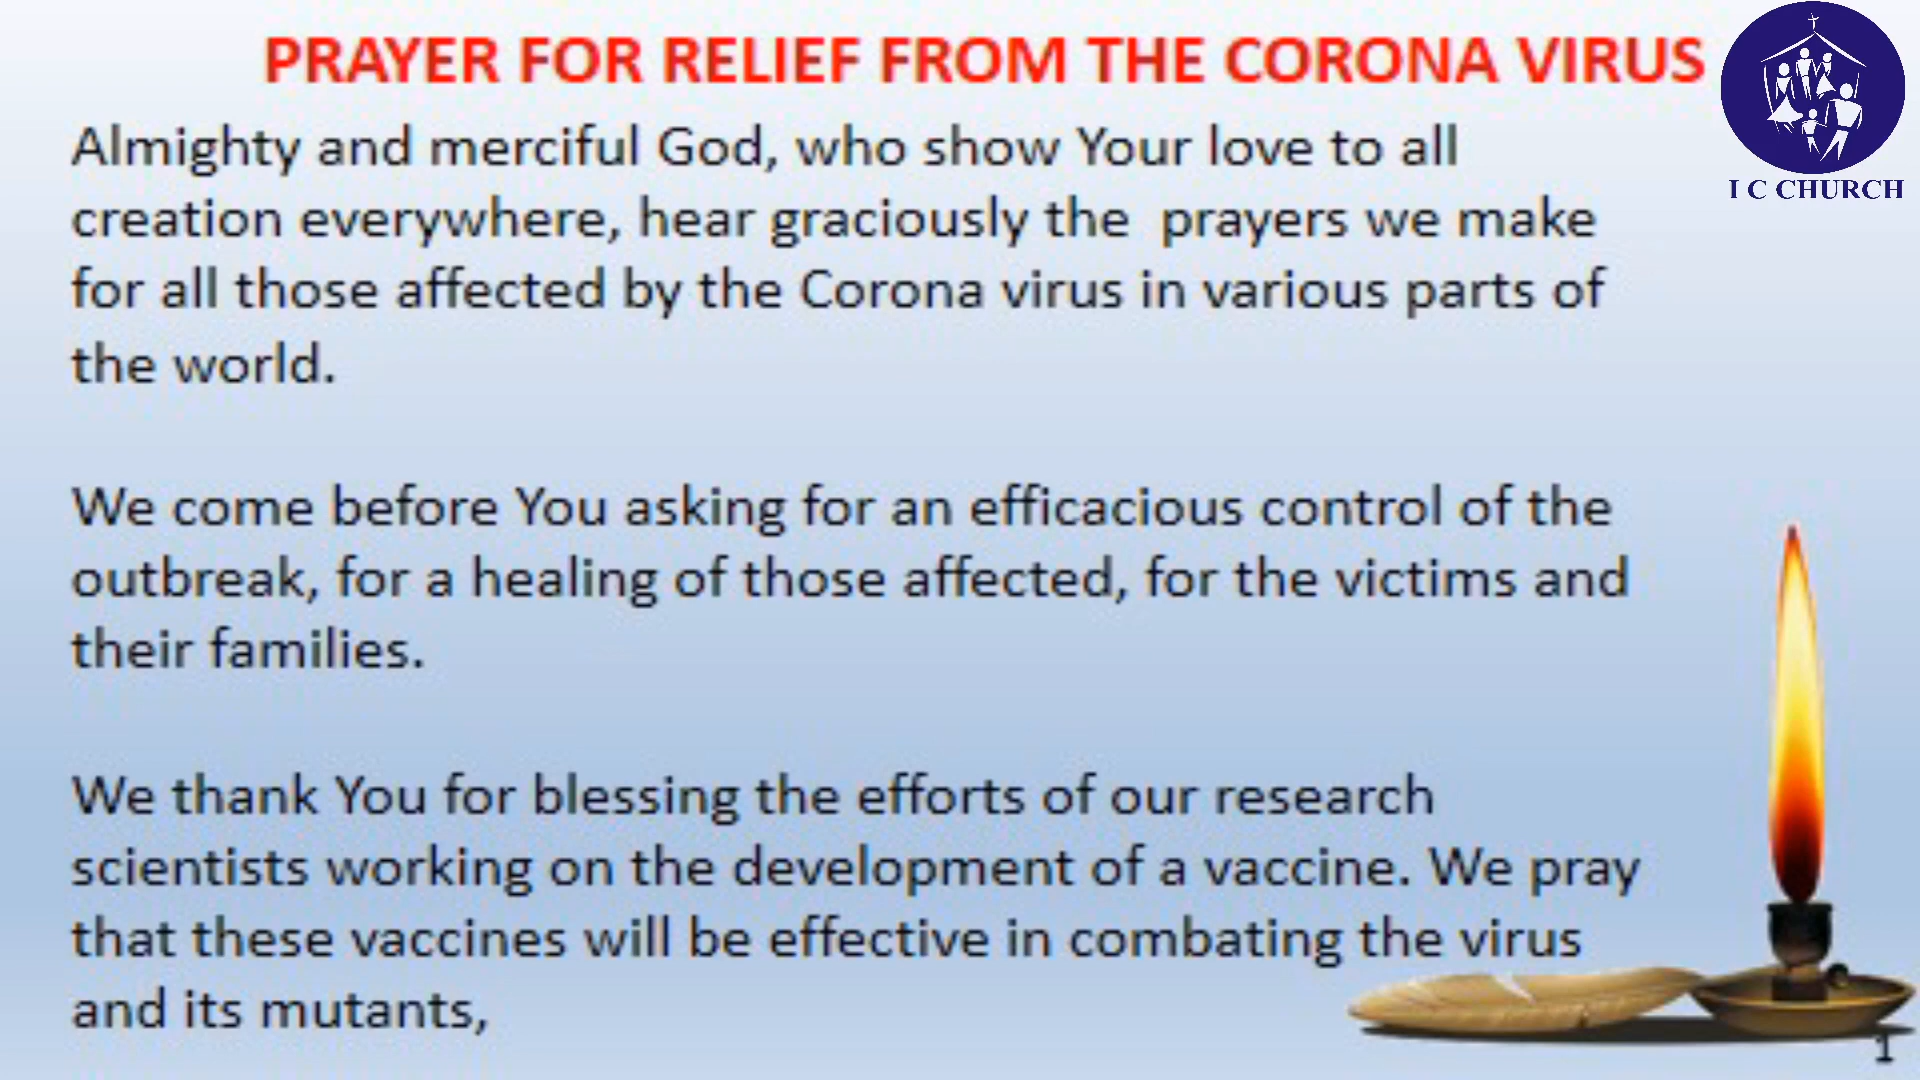 PRAYER FOR RELIEF FROM THE CORONA VIRUS
I C CHURCH
Almighty and merciful God, who show Your love to all
creation everywhere, hear graciously the  prayers we make
for all those affected by the Corona virus in various parts of
the world.
We come before You asking for an efficacious control of the
outbreak, for a healing of those affected, for the victims and
their families.
We thank You for blessing the efforts of our research
scientists working on the development of a vaccine. We pray
that these vaccines will be effective in combating the virus
and its mutants,
1